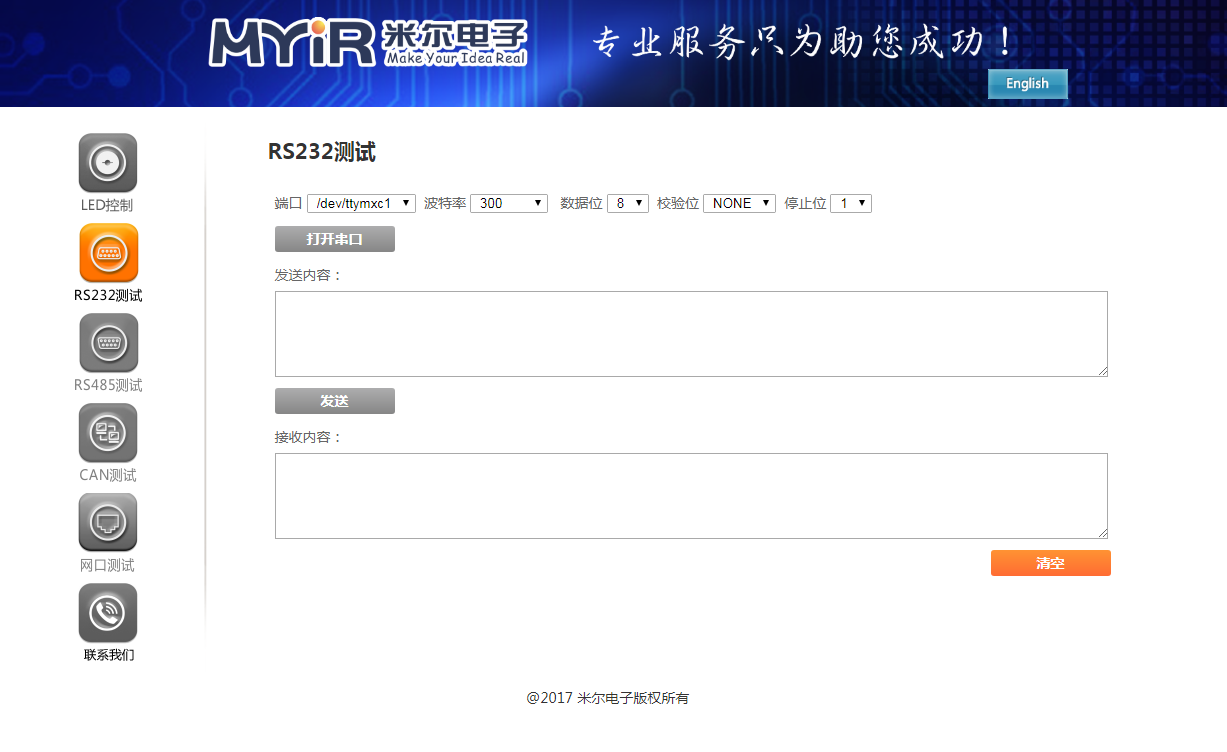 MYiR 米尔电子
Make Your Idea Real
专业服务只为助您成功！
English
LED控制
RS232测试
RS485测试
CAN测试
网口测试
联系我们
RS232测试
端口 /dev/ttymxc1 波特率 300 数据位 8 校验位 NONE 停止位 1
打开串口
发送内容：
发送
接收内容：
清空
@2017 米尔电子版权所有